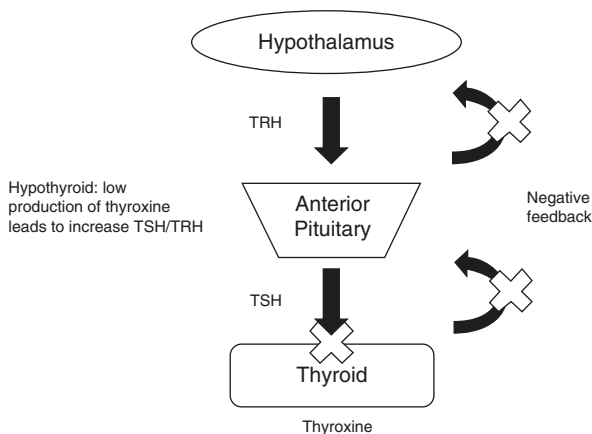 Hypothalamus
TRH
Hypothyroid: low
production of thyroxine
leads to increase TSH/TRH
Anterior
Pituitary
Negative
feedback
TSH
Thyroid
Thyroxine